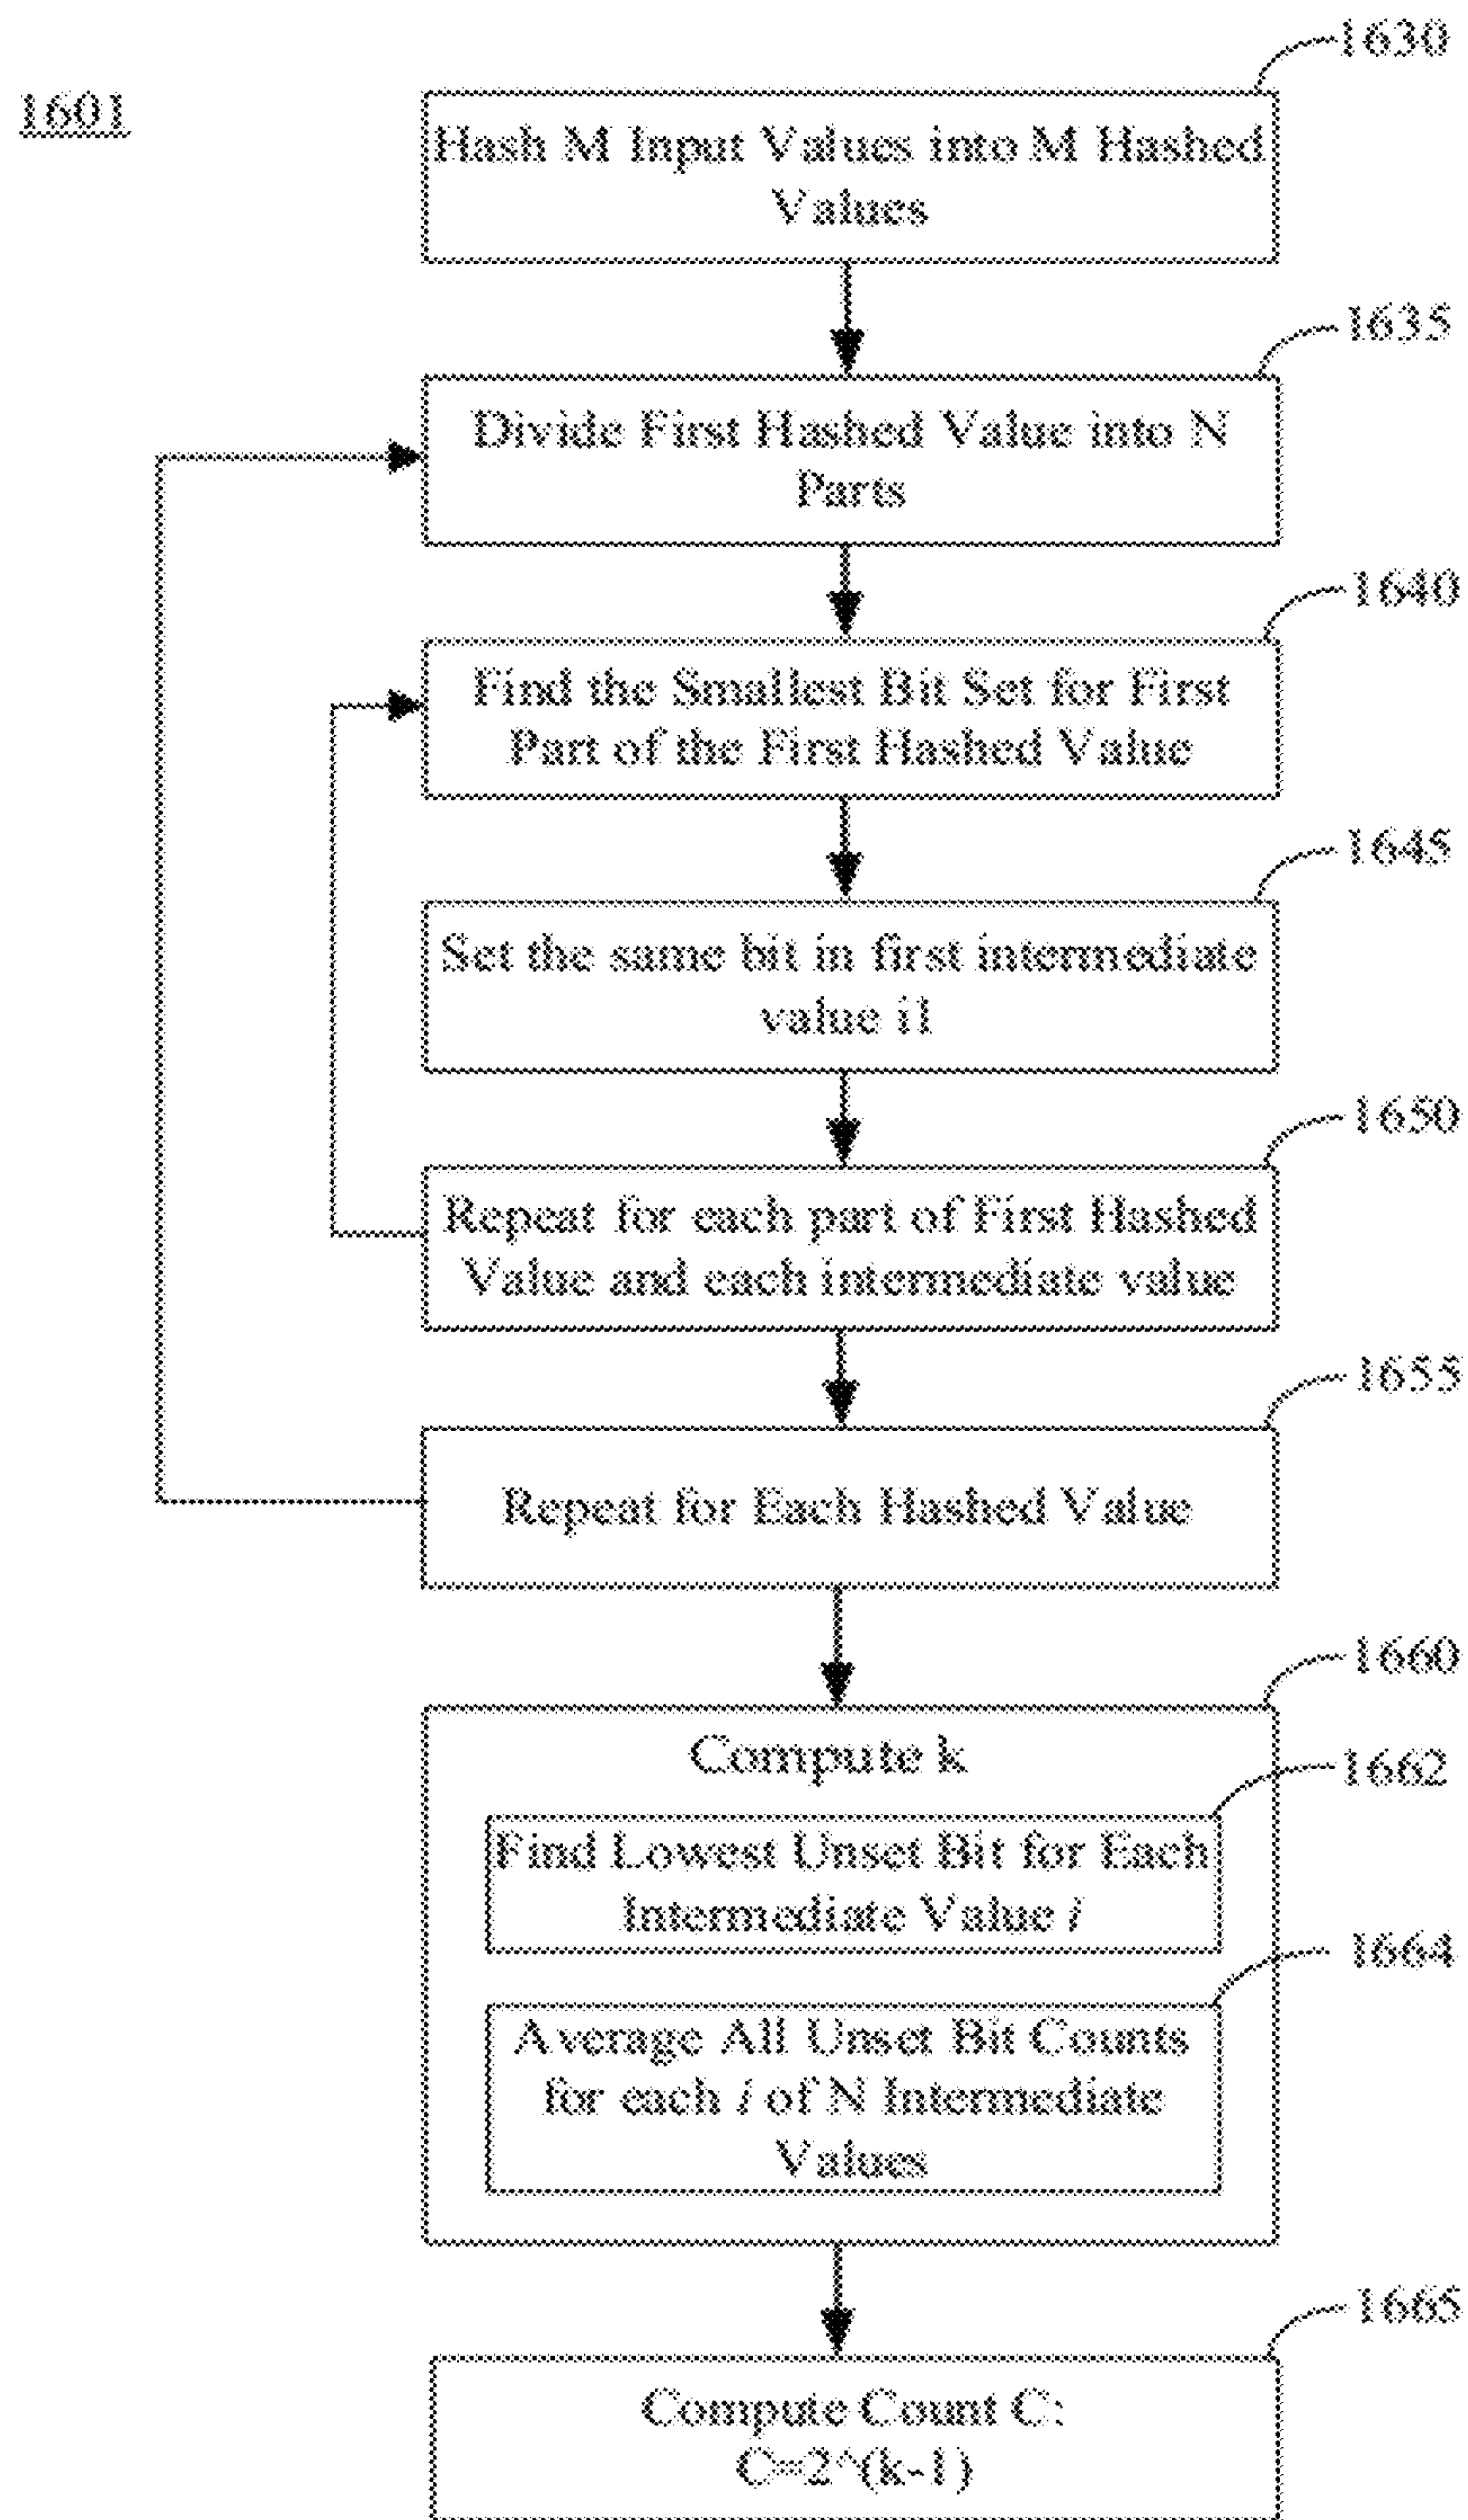 1630
1601
Hash M Input Values into M Hashed
Values
1635
Divide First Hashed Value into N
Parts
1640
Find the Smallest Bit Set for First
Part of the First Hashed Value
1645
Set the same bit in first intermediate
value i1
1650
Repeat for each part of First Hashed
Value and each intermediate value
1655
Repeat for Each Hashed Value
1660
Compute k
1662
Find Lowest Unset Bit for Each
Intermediate Value i
1664
Average All Unset Bit Counts
for each i of N Intermediate
Values
1665
Compute Count C:
C=2^(k-1)